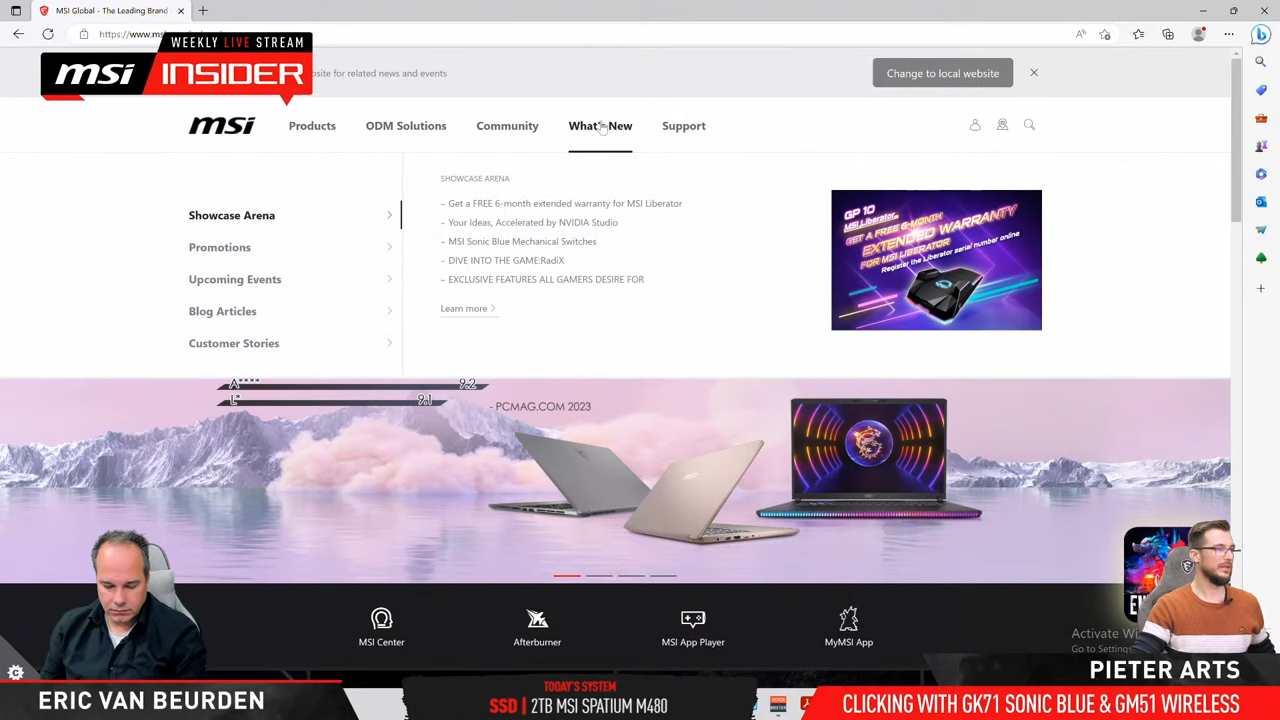 MSI Global - The Leading Brand
https://www.ms
WEEKLY LIVE STREAM
msi INSIDER
site for related news and events
Change to local website
msi
Products
ODM Solutions
Community
What's New
Support
Showcase Arena
Promotions
Upcoming Events
Blog Articles
Customer Stories
SHOWCASE ARENA
- Get a FREE 6-month extended warranty for MSI Liberator
- Your Ideas, Accelerated by NVIDIA Studio
- MSI Sonic Blue Mechanical Switches
- DIVE INTO THE GAME:RadiX
- EXCLUSIVE FEATURES ALL GAMERS DESIRE FOR
Learn more
GP 10
MSI Liberator
GET A FREE 6-MONTH
EXTENDED WARRANTY
FOR MSI LIBERATOR
Register the Liberator serial number online
A**** 9.2
L* 9.1
- PCMAG.COM 2023
MSI Center
Afterburner
MSI App Player
MyMSI App
Activate Wi
Go to Settings
PIETER ARTS
ERIC VAN BEURDEN
TODAY'S SYSTEM
SSD | 2TB MSI SPATIUM M480
CLICKING WITH GK71 SONIC BLUE & GM51 WIRELESS